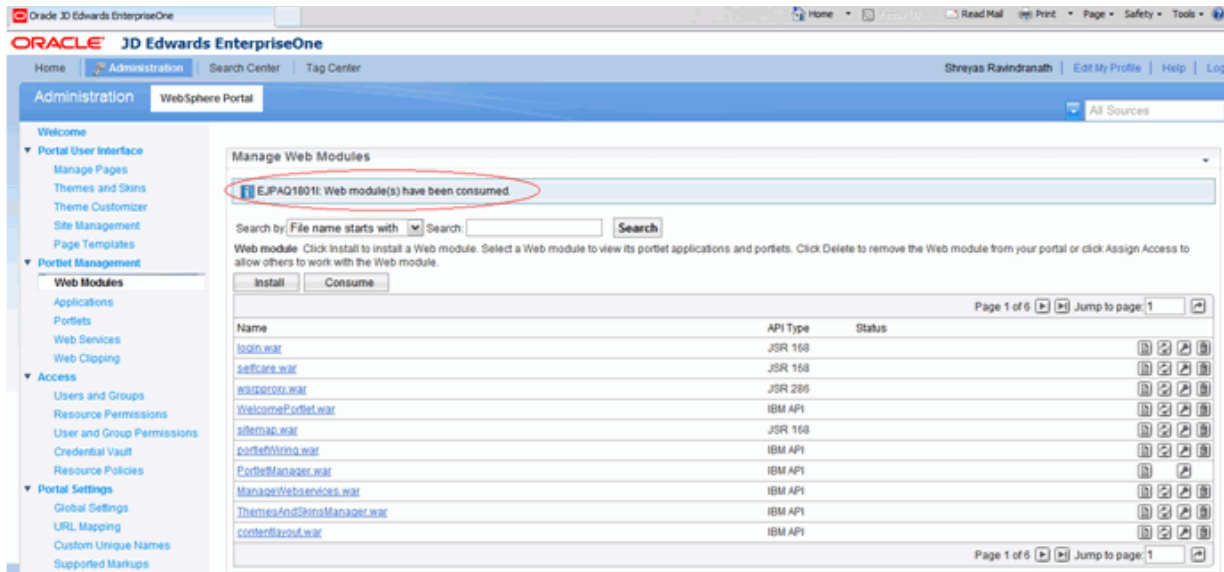 Oracle JD Edwards EnterpriseOne
Home Read Mail Print Page Safety Tools
ORACLE JD Edwards EnterpriseOne
Home Administration Search Center Tag Center Shreyas Ravindranath Edit My Profile Help Log
Administration WebSphere Portal
All Sources
Welcome
Portal User Interface
Manage Pages
Themes and Skins
Theme Customizer
Site Management
Page Templates
Portlet Management
Web Modules
Applications
Portlets
Web Services
Web Clipping
Access
Users and Groups
Resource Permissions
User and Group Permissions
Credential Vault
Resource Policies
Portal Settings
Global Settings
URL Mapping
Custom Unique Names
Supported Markups
Manage Web Modules
EJPAQ1801I: Web module(s) have been consumed.
Search by: File name starts with Search: Search
Web module Click Install to install a Web module. Select a Web module to view its portlet applications and portlets. Click Delete to remove the Web module from your portal or click Assign Access to
allow others to work with the Web module.
Install Consume
Page 1 of 6 Jump to page: 1
Name API Type Status
login.war JSR 168
selfcare.war JSR 168
wsrpproxy.war JSR 286
WelcomePortlet.war IBM API
sitemap.war JSR 168
portletWiring.war IBM API
PortletManager.war IBM API
ManageWebservices.war IBM API
ThemesAndSkinsManager.war IBM API
contentlayout.war IBM API
Page 1 of 6 Jump to page: 1